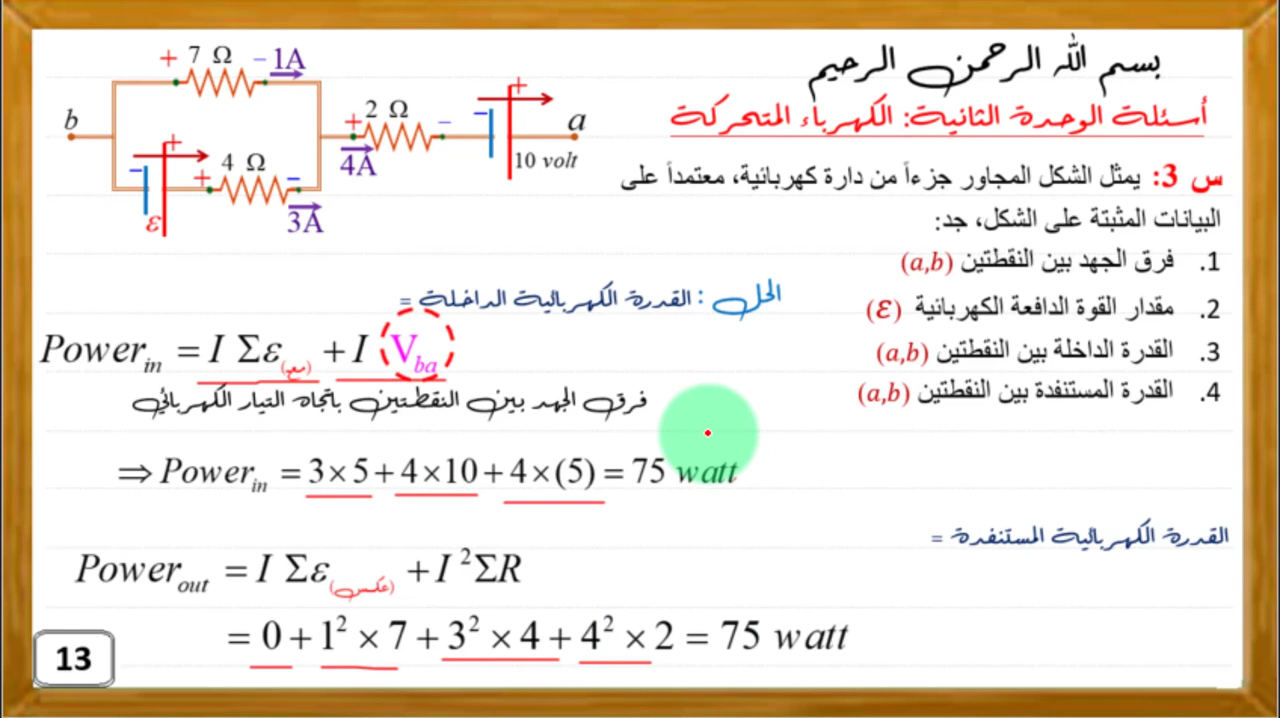 بسم الله الرحمن الرحيم
أسئلة الوحدة الثانية: الكهرباء المتحركة
س 3: يمثل الشكل المجاور جزءاً من دارة كهربائية، معتمداً على
البيانات المثبتة على الشكل، جد:
1. فرق الجهد بين النقطتين (a,b)
2. مقدار القوة الدافعة الكهربائية (ε)
3. القدرة الداخلة بين النقطتين (a,b)
4. القدرة المستنفدة بين النقطتين (a,b)
+ 7 Ω − 1A
b
+ 2 Ω −
4A
− +
10 volt
a
− +
ε
+ 4 Ω −
3A
الحل : القدرة الكهربائية الداخلة =
Power_in = I Σε(مع) + I V_ba
فرق الجهد بين النقطتين باتجاه التيار الكهربائي
⇒ Power_in = 3×5 + 4×10 + 4×(5) = 75 watt
القدرة الكهربائية المستنفدة =
Power_out = I Σε(عكس) + I² ΣR
= 0 + 1² × 7 + 3² × 4 + 4² × 2 = 75 watt
13